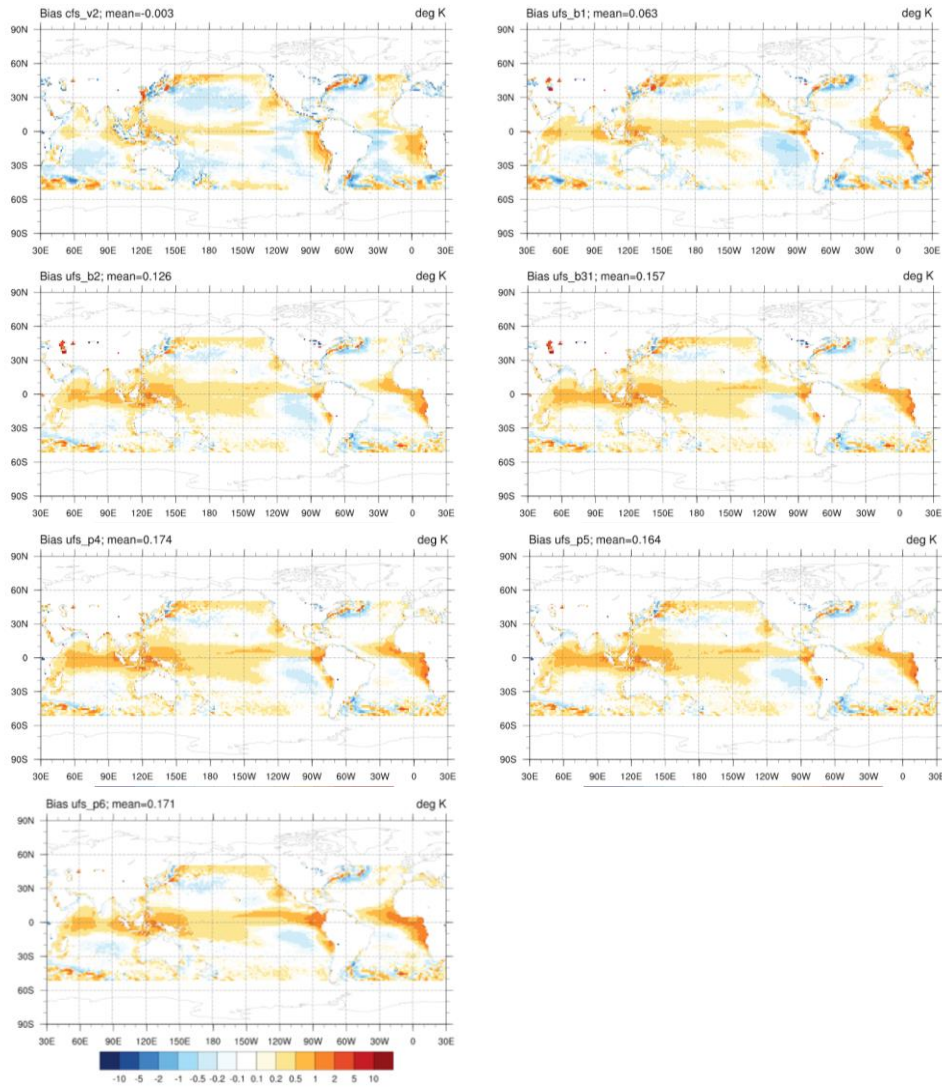 Bias cfs_v2; mean=-0.003 deg K
90N
60N
30N
0
30S
60S
90S
30E 60E 90E 120E 150E 180 150W 120W 90W 60W 30W 0 30E
Bias ufs_b1; mean=0.063 deg K
90N
60N
30N
0
30S
60S
90S
30E 60E 90E 120E 150E 180 150W 120W 90W 60W 30W 0 30E
Bias ufs_b2; mean=0.126 deg K
90N
60N
30N
0
30S
60S
90S
30E 60E 90E 120E 150E 180 150W 120W 90W 60W 30W 0 30E
Bias ufs_b31; mean=0.157 deg K
90N
60N
30N
0
30S
60S
90S
30E 60E 90E 120E 150E 180 150W 120W 90W 60W 30W 0 30E
Bias ufs_p4; mean=0.174 deg K
90N
60N
30N
0
30S
60S
90S
30E 60E 90E 120E 150E 180 150W 120W 90W 60W 30W 0 30E
Bias ufs_p5; mean=0.164 deg K
90N
60N
30N
0
30S
60S
90S
30E 60E 90E 120E 150E 180 150W 120W 90W 60W 30W 0 30E
Bias ufs_p6; mean=0.171 deg K
90N
60N
30N
0
30S
60S
90S
30E 60E 90E 120E 150E 180 150W 120W 90W 60W 30W 0 30E
-10 -5 -2 -1 -0.5 -0.2 -0.1 0.1 0.2 0.5 1 2 5 10